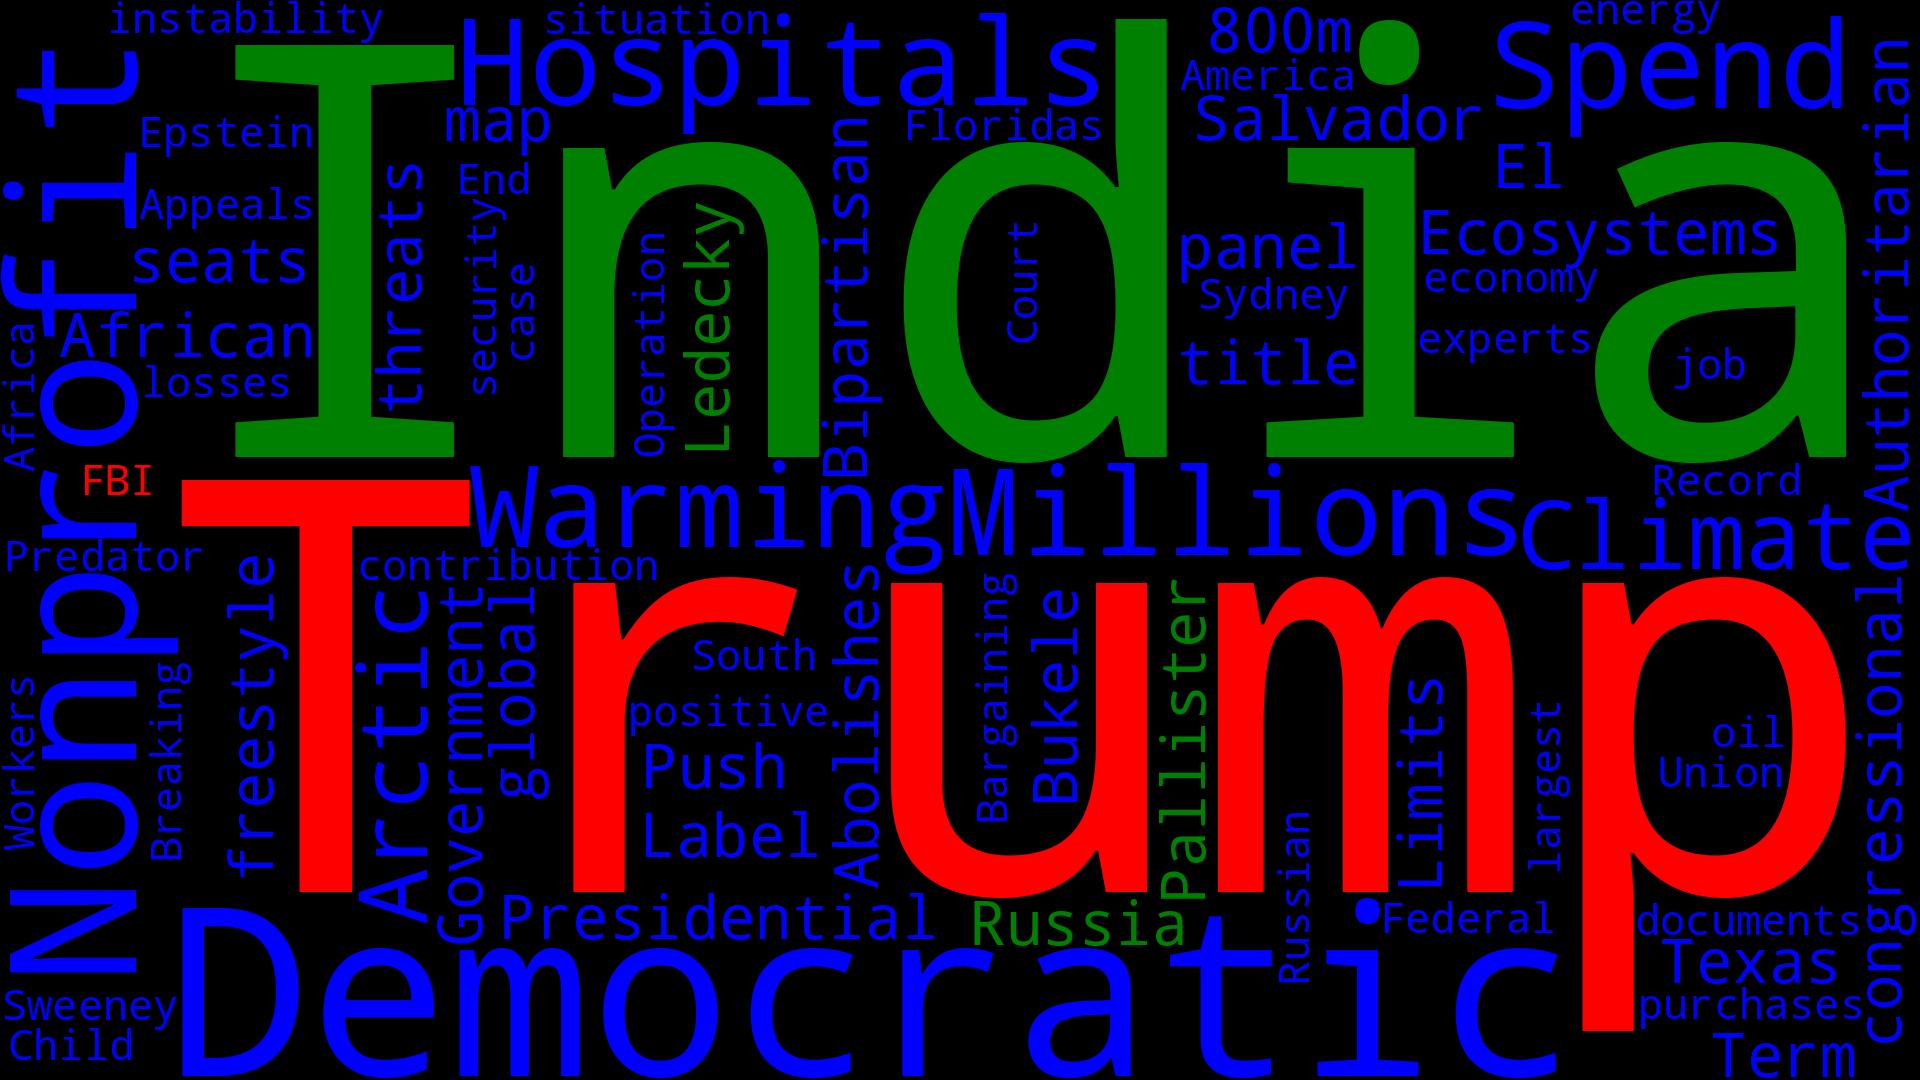 instability
situation
800m
energy
Hospitals
Spend
America
Epstein
map
Floridas
Salvador
India
End
El
Appeals
threats
security
case
Operation
Ledecky
Bipartisan
Court
panel
Ecosystems
Authoritarian
seats
Sydney
economy
African
title
experts
job
losses
Africa
Nonprofit
FBI
Warming
Millions
Record
Climate
Predator
contribution
Trump
freestyle
Arctic
Government
global
South
positive
Push
Label
Abolishes
Bargaining
Bukele
Pallister
Limits
largest
oil
Union
congressional
Workers
Breaking
Russian
Presidential
Russia
Federal
documents
Democratic
Texas
Sweeney
purchases
Child
Term